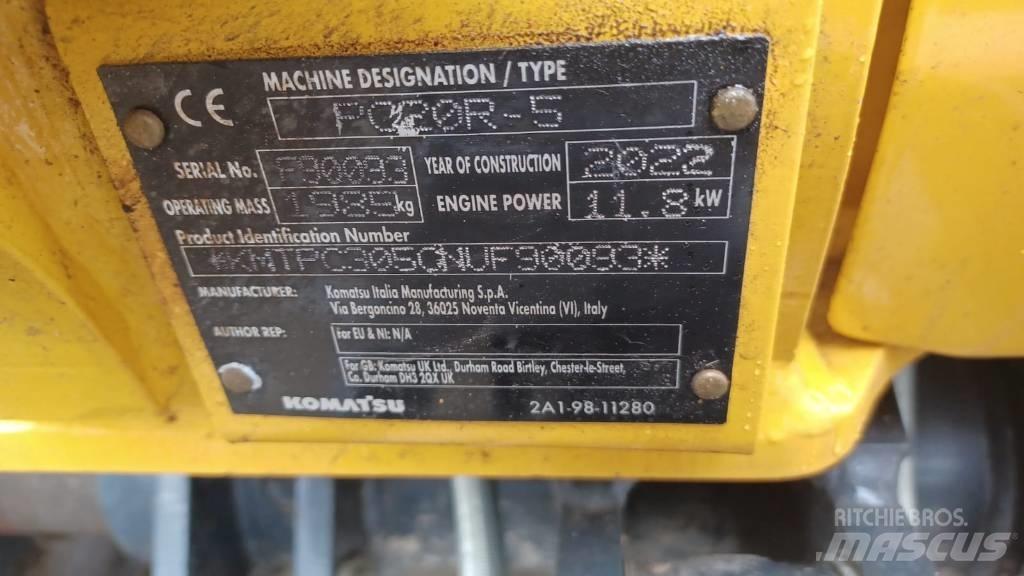 CE
MACHINE DESIGNATION / TYPE
PC20R-5
SERIAL No. F90093 YEAR OF CONSTRUCTION 2022
OPERATING MASS 1985 kg ENGINE POWER 11.8 kW
Product Identification Number
MANUFACTURER: Komatsu Italia Manufacturing S.p.A.
Via Bergoncino 28, 36025 Noventa Vicentina (VI), Italy
AUTHOR REP: For EU & NI: N/A
For GB: Komatsu UK Ltd., Durham Road Birtley, Chester-le-Street,
Co. Durham DH3 2QX UK
KOMATSU 2A1-98-11280
RITCHIE BROS.
MASCUS